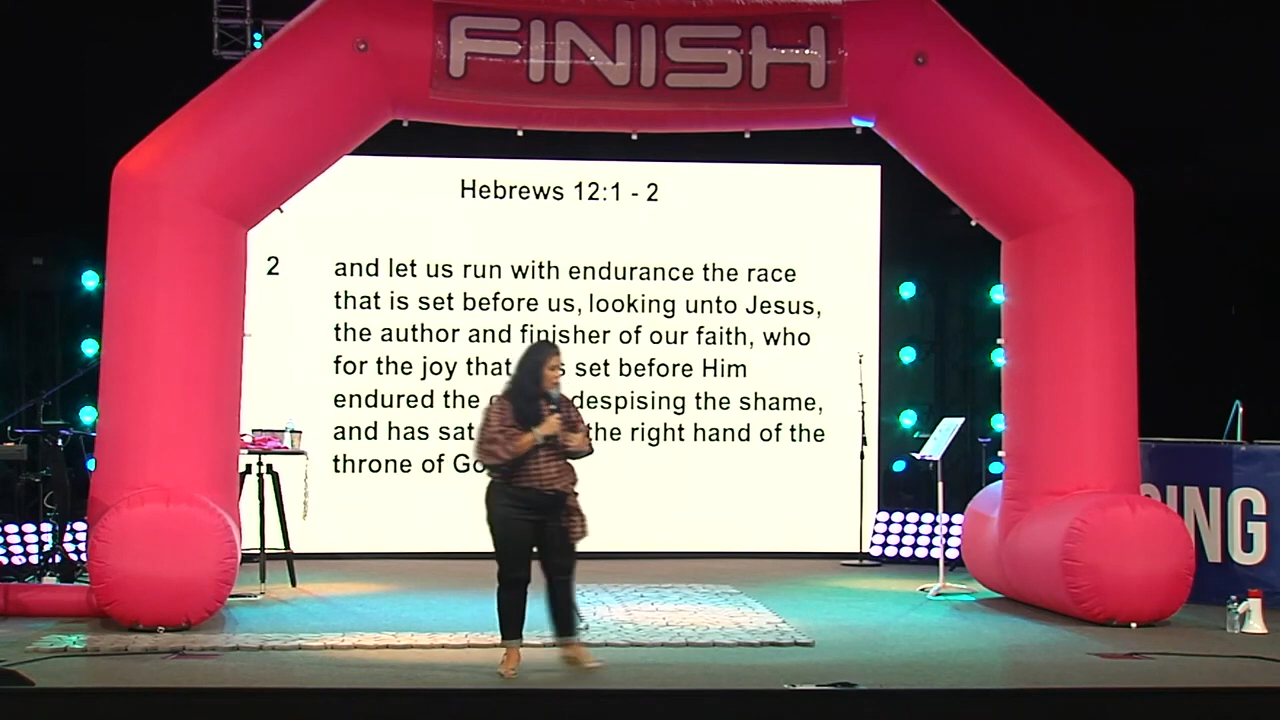 FINISH
Hebrews 12:1 - 2
2 and let us run with endurance the race
that is set before us, looking unto Jesus,
the author and finisher of our faith, who
for the joy that set before Him
endured the despising the shame,
and has sat the right hand of the
throne of